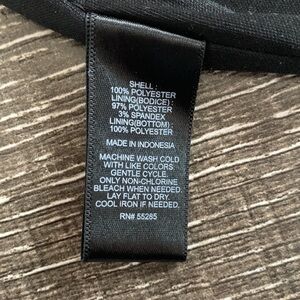 SHELL :
100% POLYESTER
LINING(BODICE) :
97% POLYESTER
3% SPANDEX
LINING(BOTTOM) :
100% POLYESTER
MADE IN INDONESIA
MACHINE WASH COLD
WITH LIKE COLORS.
GENTLE CYCLE.
ONLY NON-CHLORINE
BLEACH WHEN NEEDED.
LAY FLAT TO DRY.
COOL IRON IF NEEDED.
RN# 55285